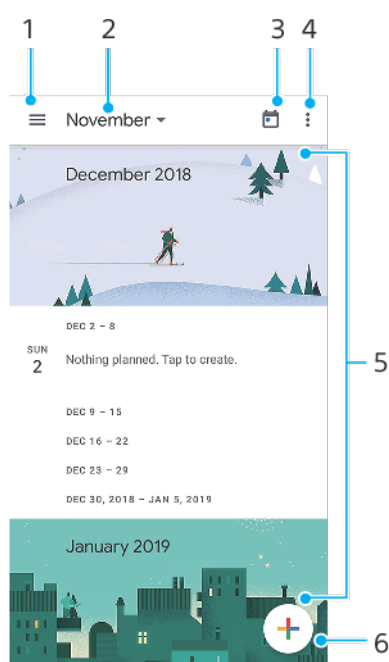 1 2 3 4
November
December 2018
DEC 2 – 8
SUN
2 Nothing planned. Tap to create.
DEC 9 – 15
DEC 16 – 22
DEC 23 – 29
DEC 30, 2018 – JAN 5, 2019
January 2019
5
6